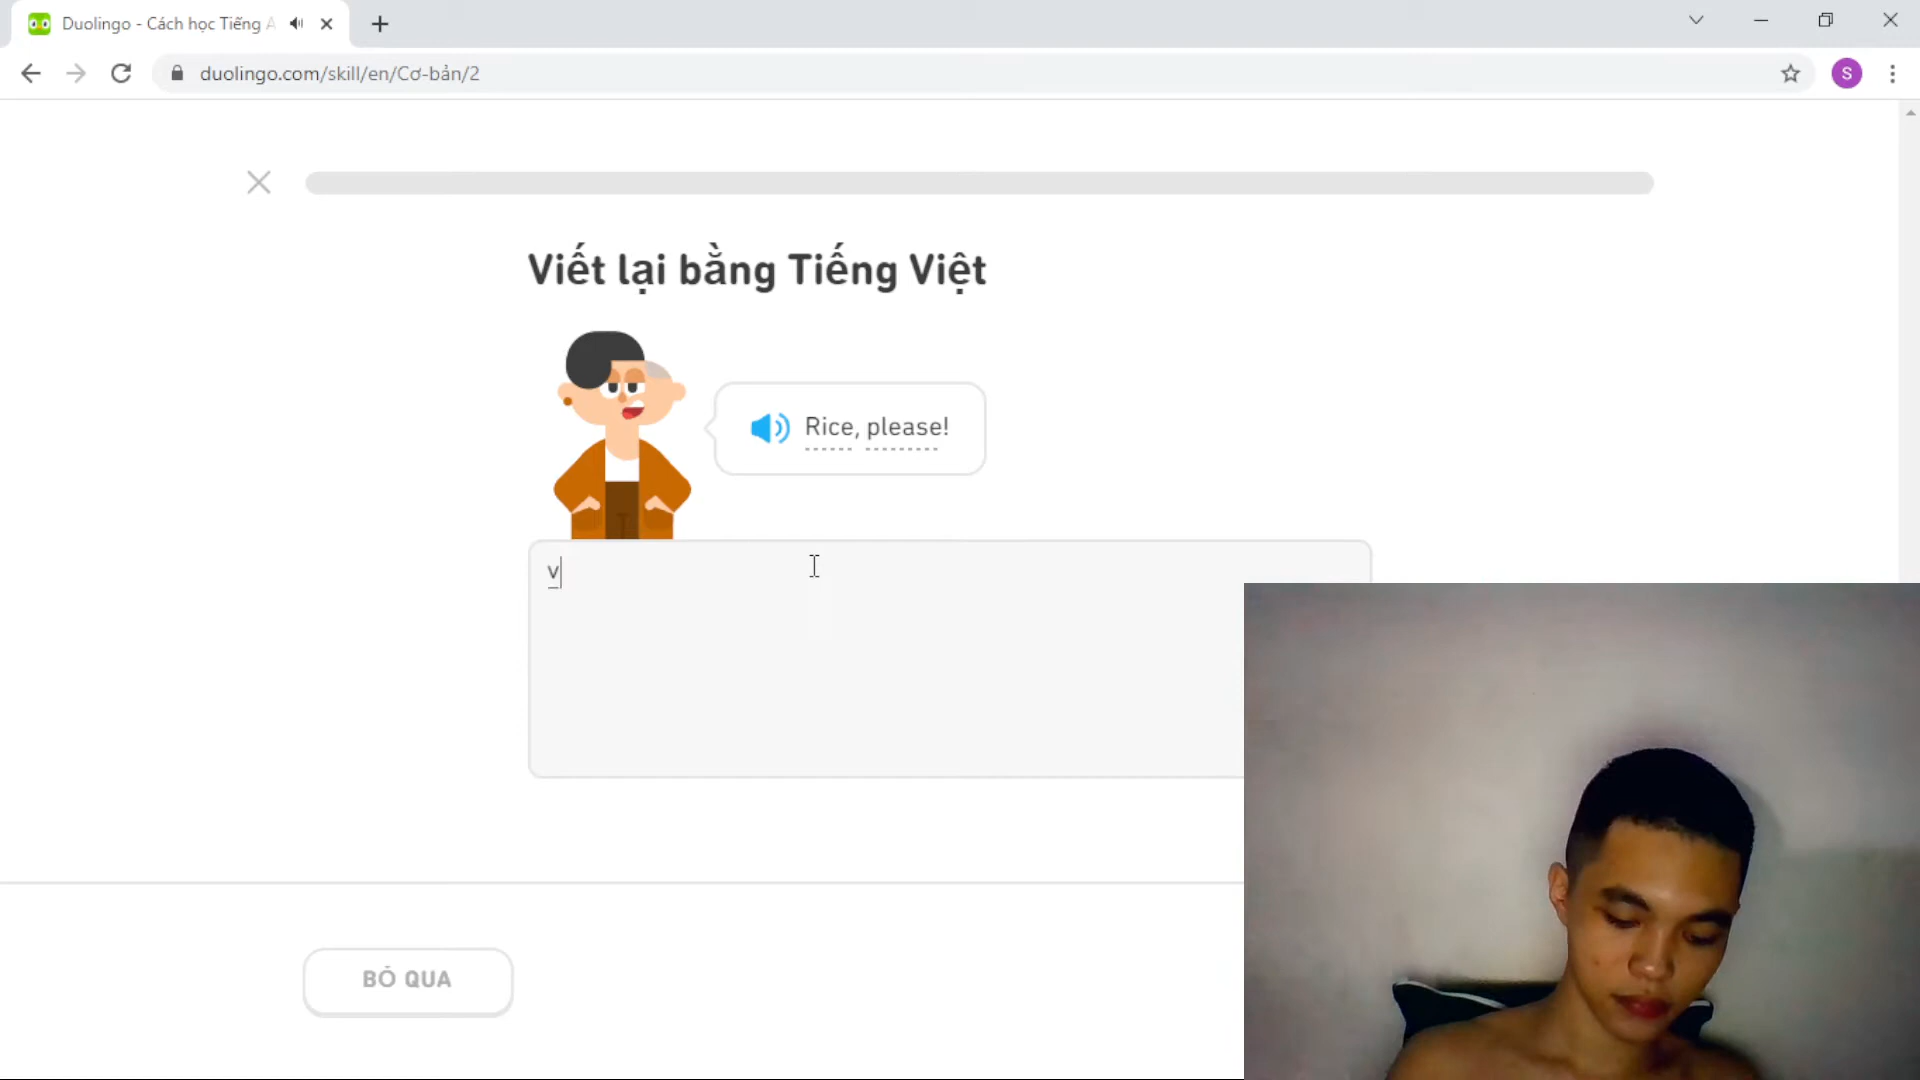 Duolingo - Cách học Tiếng A
duolingo.com/skill/en/Cơ-bản/2
S
Viết lại bằng Tiếng Việt
Rice, please!
v
BỎ QUA